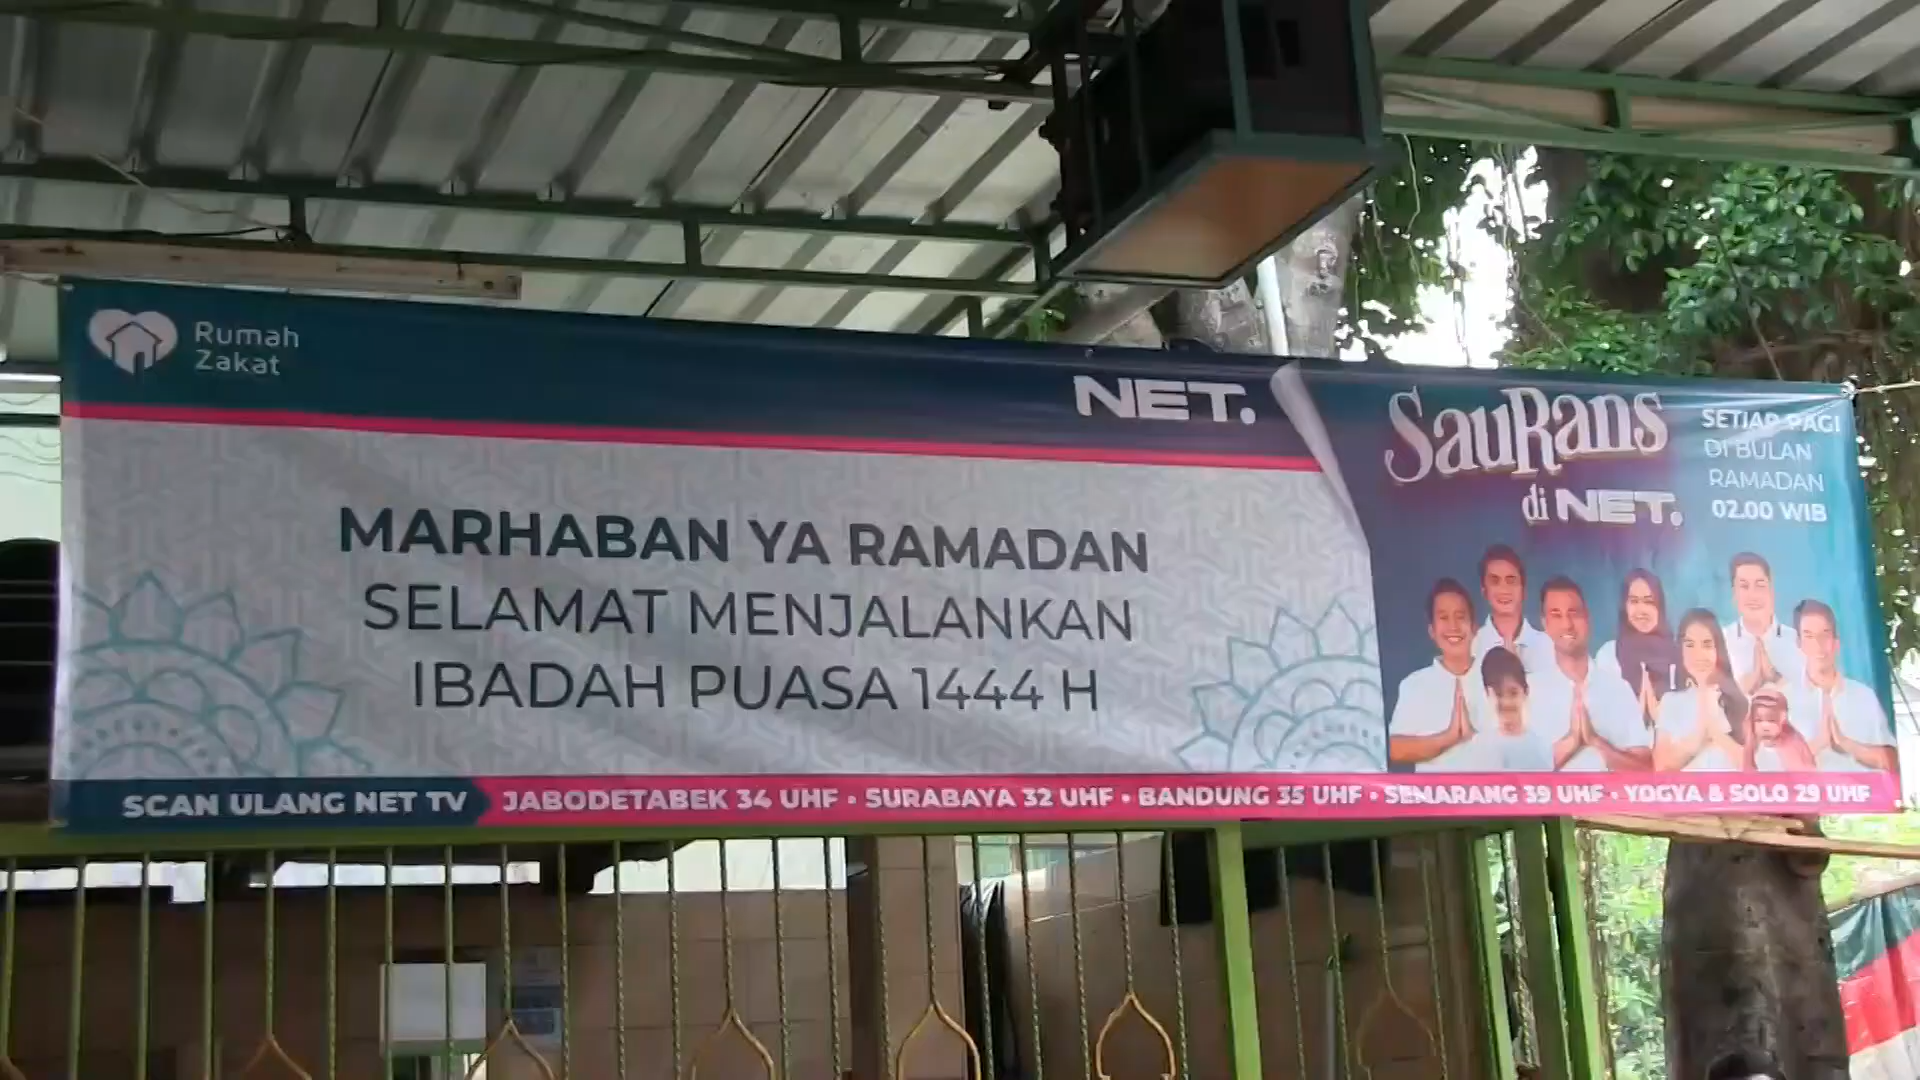 Rumah
Zakat
NET.
MARHABAN YA RAMADAN
SELAMAT MENJALANKAN
IBADAH PUASA 1444 H
SauRans
di NET.
SETIAP PAGI
DI BULAN
RAMADAN
02.00 WIB
SCAN ULANG NET TV
JABODETABEK 34 UHF • SURABAYA 32 UHF • BANDUNG 35 UHF • SEMARANG 39 UHF • YOGYA & SOLO 29 UHF